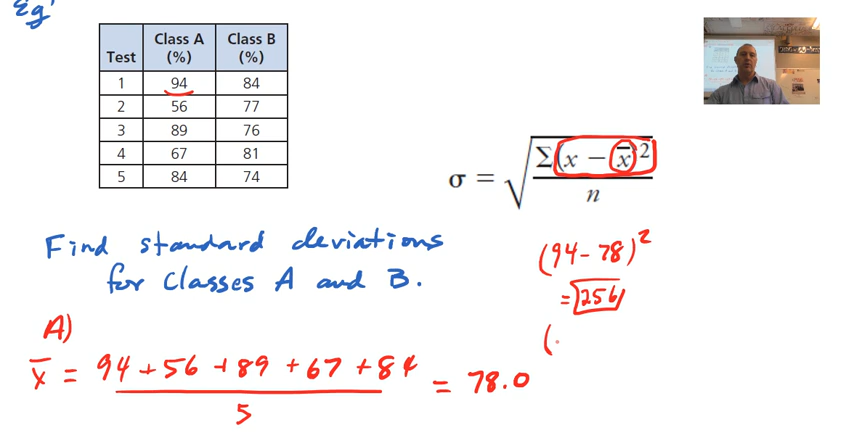 Eg'
Test Class A (%) Class B (%)
1 94 84
2 56 77
3 89 76
4 67 81
5 84 74
σ = √(Σ(x − x̄)² / n)
Find standard deviations
for Classes A and B.
(94 - 78)²
= 256
(
A)
x̄ = (94 + 56 + 89 + 67 + 84) / 5 = 78.0